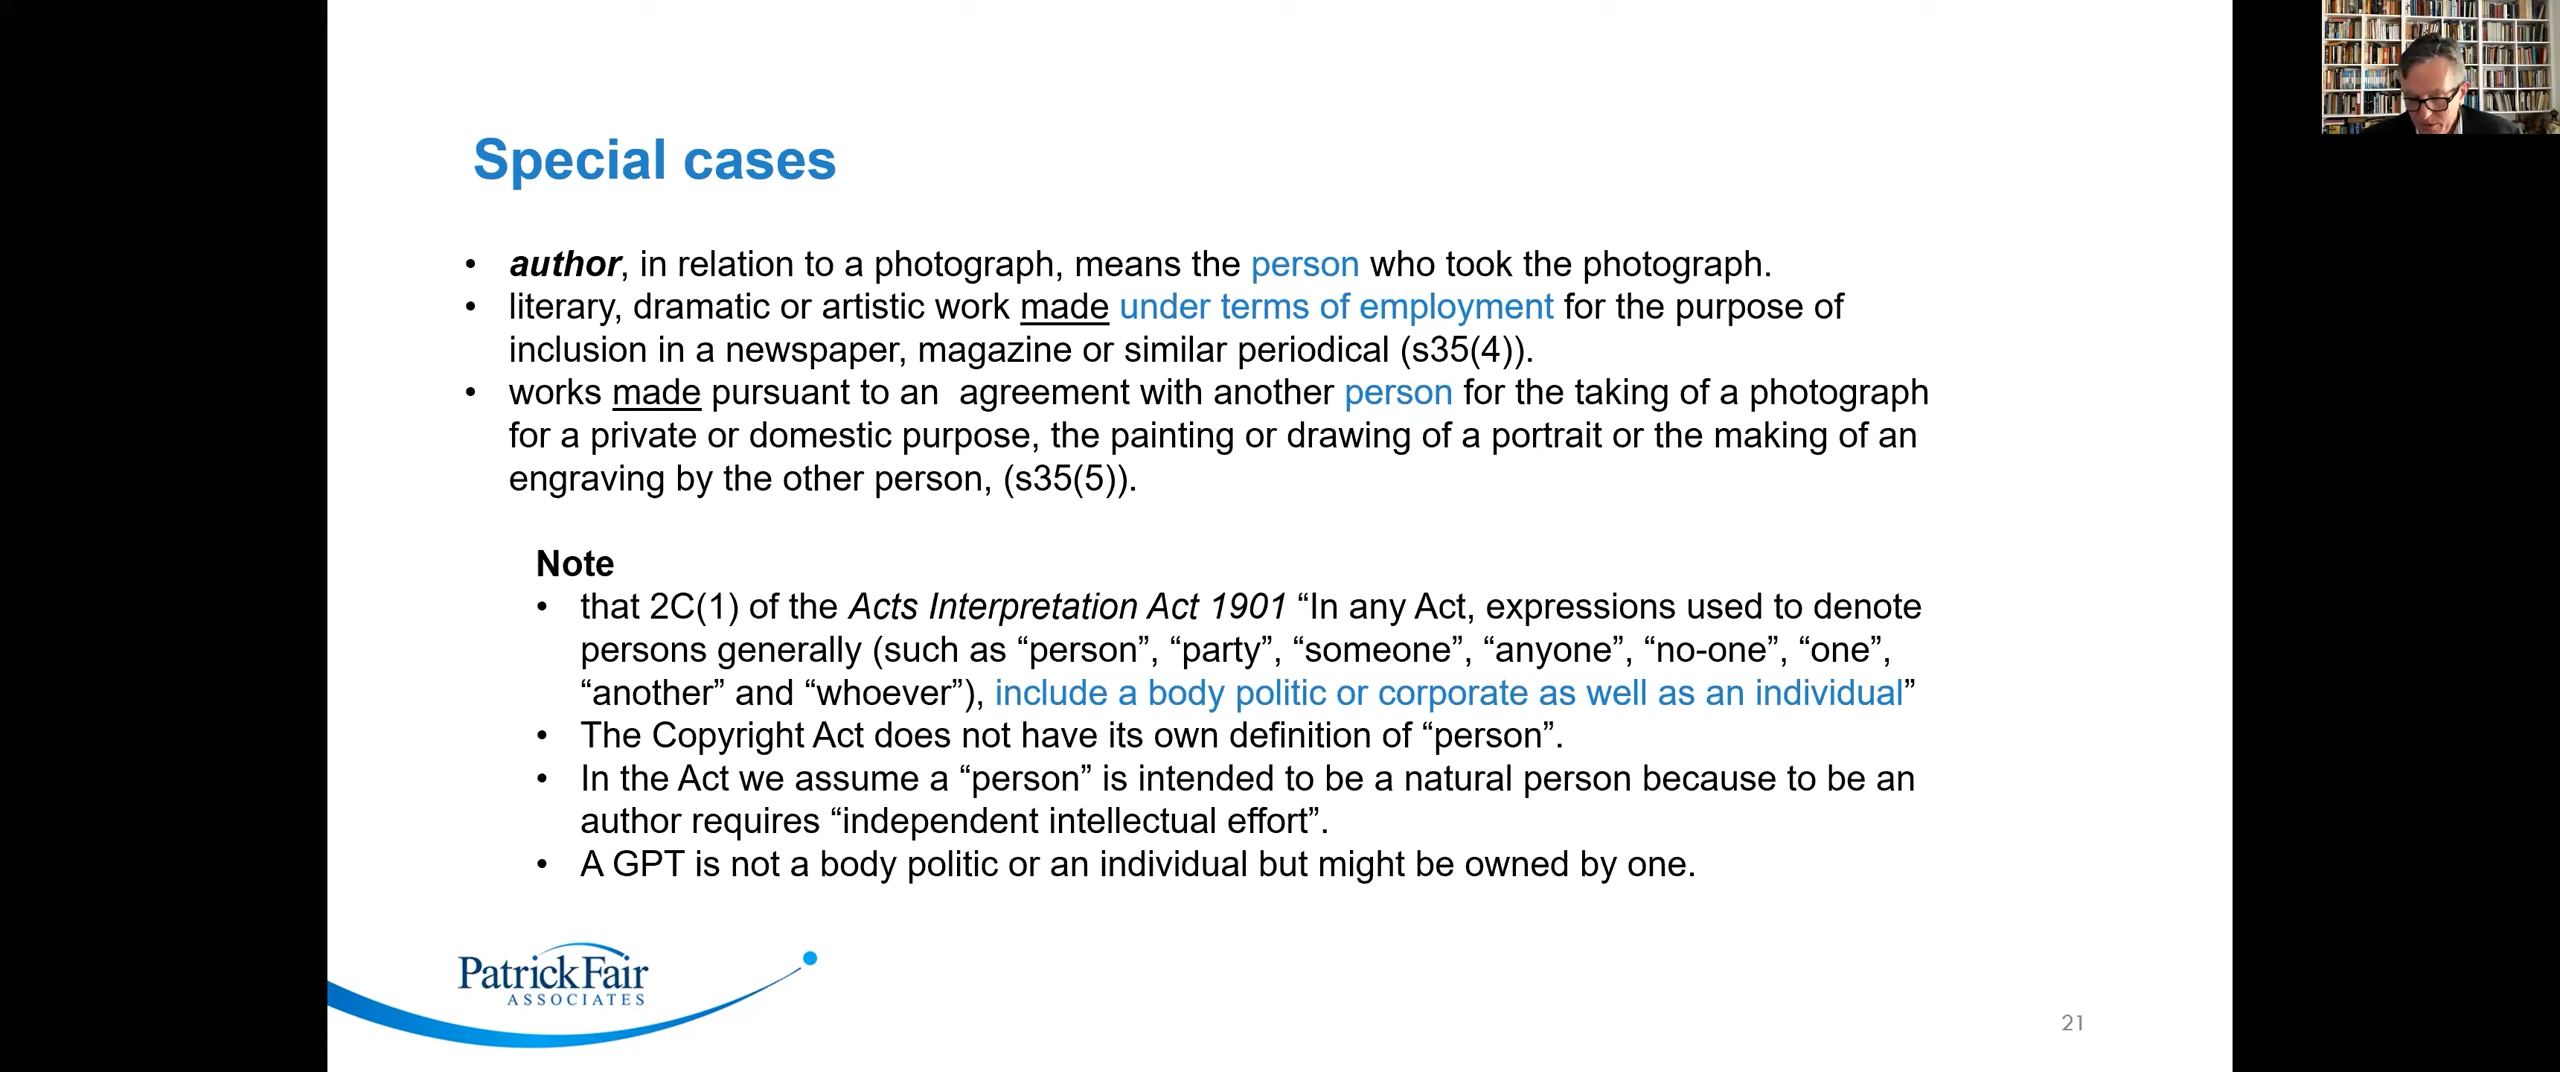 Special cases
• author, in relation to a photograph, means the person who took the photograph.
• literary, dramatic or artistic work made under terms of employment for the purpose of
inclusion in a newspaper, magazine or similar periodical (s35(4)).
• works made pursuant to an  agreement with another person for the taking of a photograph
for a private or domestic purpose, the painting or drawing of a portrait or the making of an
engraving by the other person, (s35(5)).
Note
• that 2C(1) of the Acts Interpretation Act 1901 “In any Act, expressions used to denote
persons generally (such as “person”, “party”, “someone”, “anyone”, “no-one”, “one”,
“another” and “whoever”), include a body politic or corporate as well as an individual”
• The Copyright Act does not have its own definition of “person”.
• In the Act we assume a “person” is intended to be a natural person because to be an
author requires “independent intellectual effort”.
• A GPT is not a body politic or an individual but might be owned by one.
PatrickFair
ASSOCIATES
21